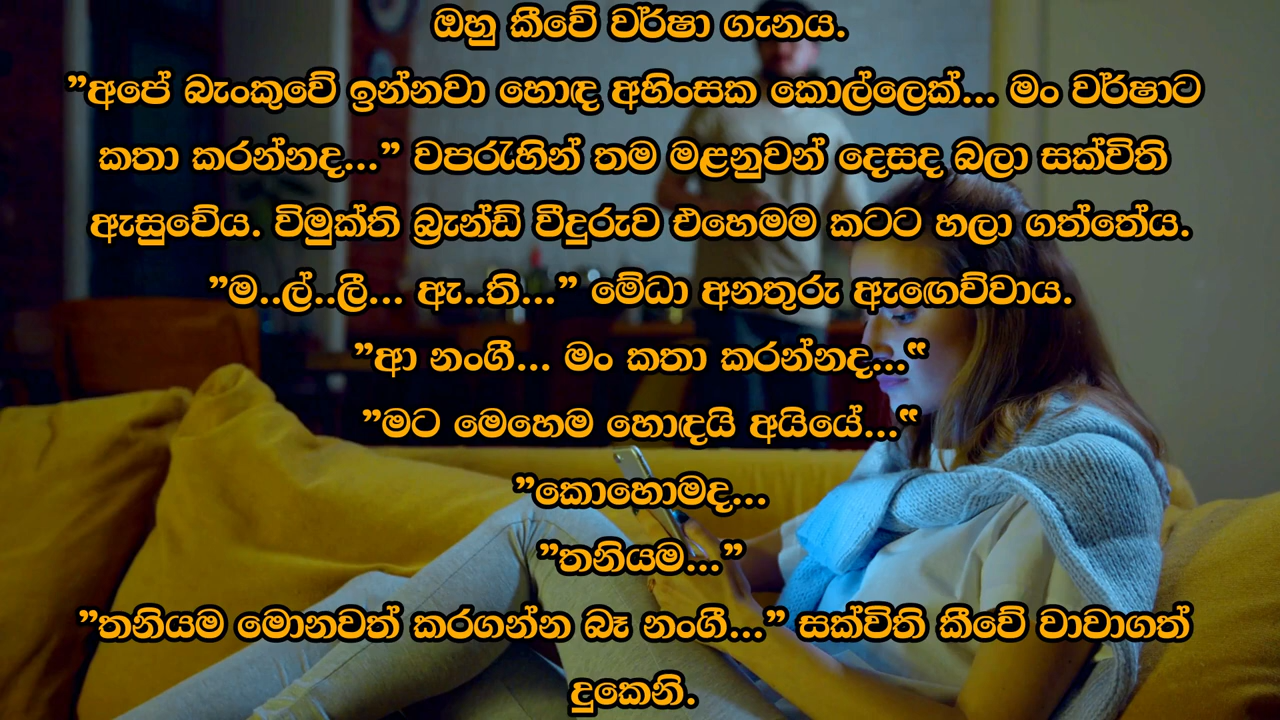 ඔහු කීවේ වර්ෂා ගැනය.
”අපේ බැංකුවේ ඉන්නවා හොඳ අහිංසක කොල්ලෙක්... මං වර්ෂාට
කතා කරන්නද...” වපරැහින් තම මළනුවන් දෙසද බලා සක්විති
ඇසුවේය. විමුක්ති බ්‍රැන්ඩ් වීදුරුව එහෙමම කටට හලා ගත්තේය.
”ම..ල්..ලී... ඇ..ති...” මේධා අනතුරු ඇඟෙව්වාය.
”ආ නංගී... මං කතා කරන්නද...“
”මට මෙහෙම හොඳයි අයියේ...“
”කොහොමද...
”තනියම...”
”තනියම මොනවත් කරගන්න බෑ නංගී...” සක්විති කීවේ වාවාගත්
දුකෙනි.